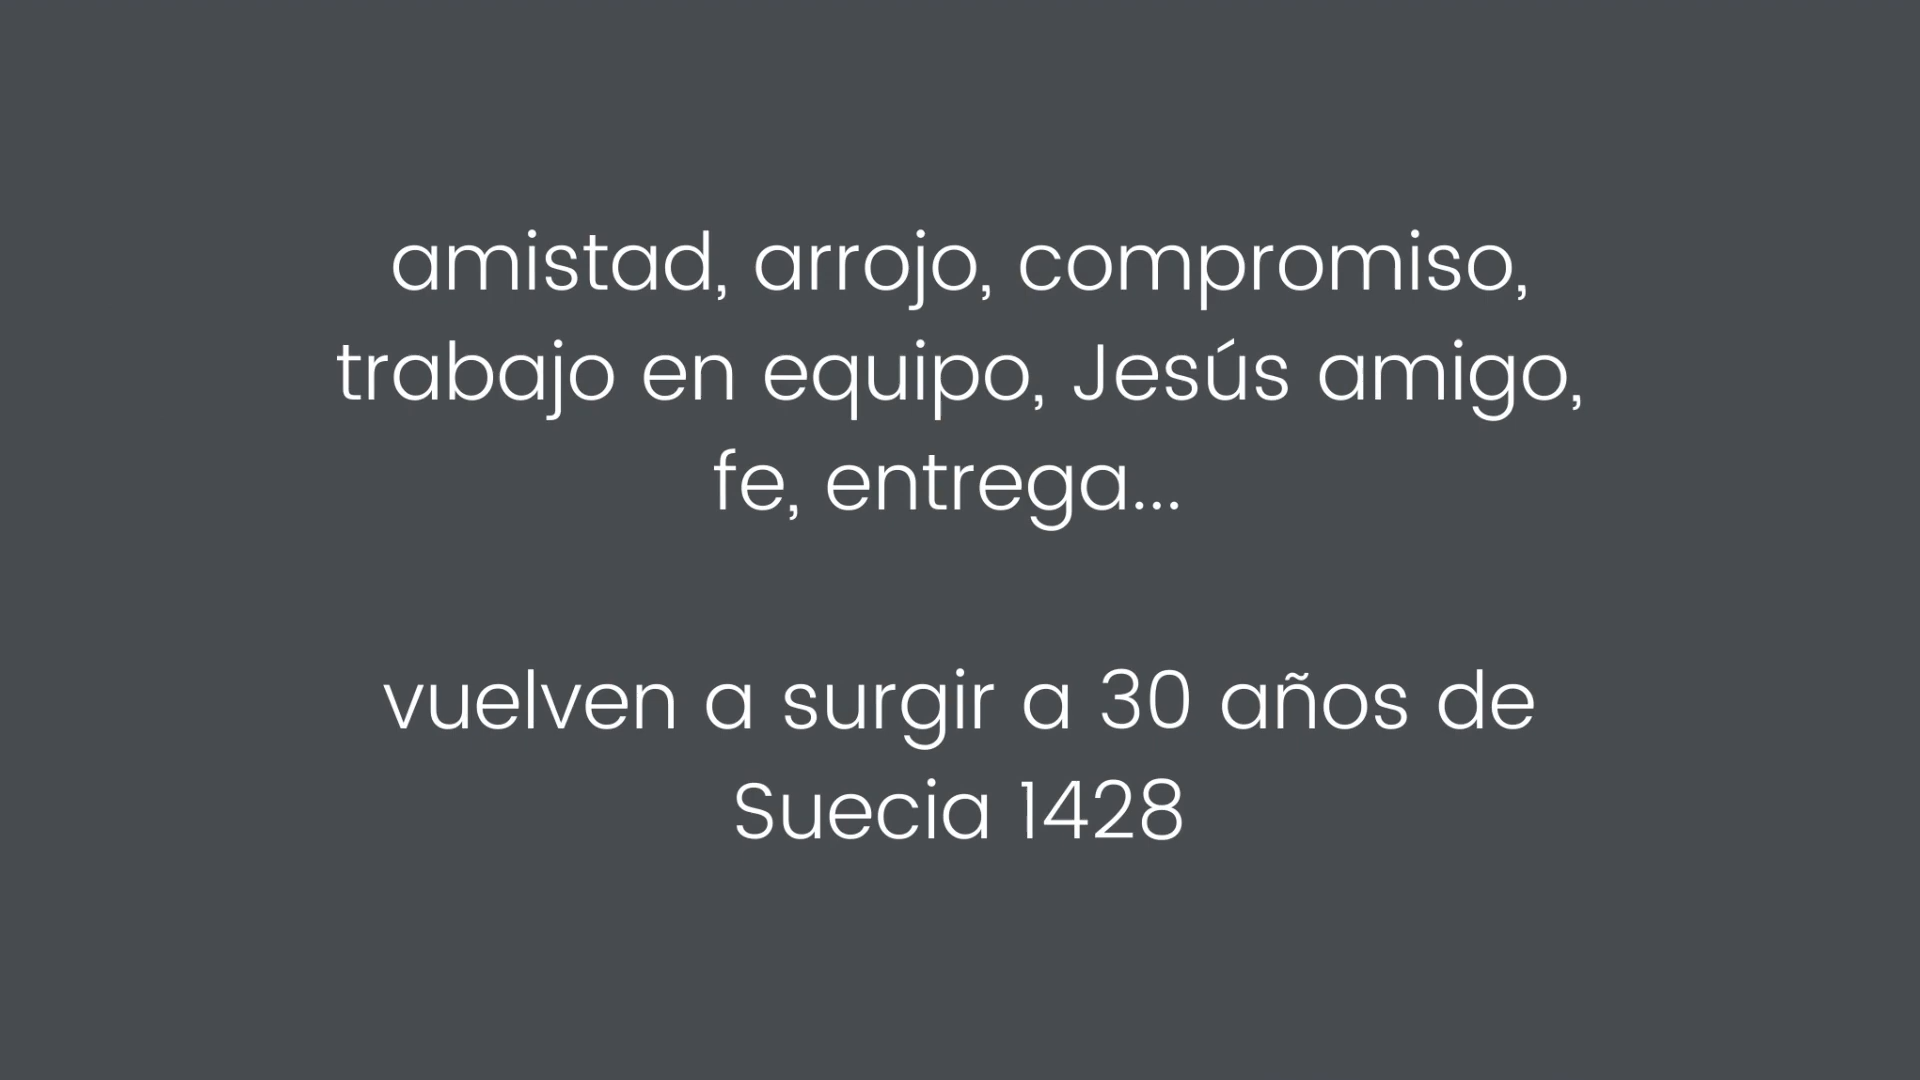 amistad, arrojo, compromiso,
trabajo en equipo, Jesús amigo,
fe, entrega...
vuelven a surgir a 30 años de
Suecia 1428